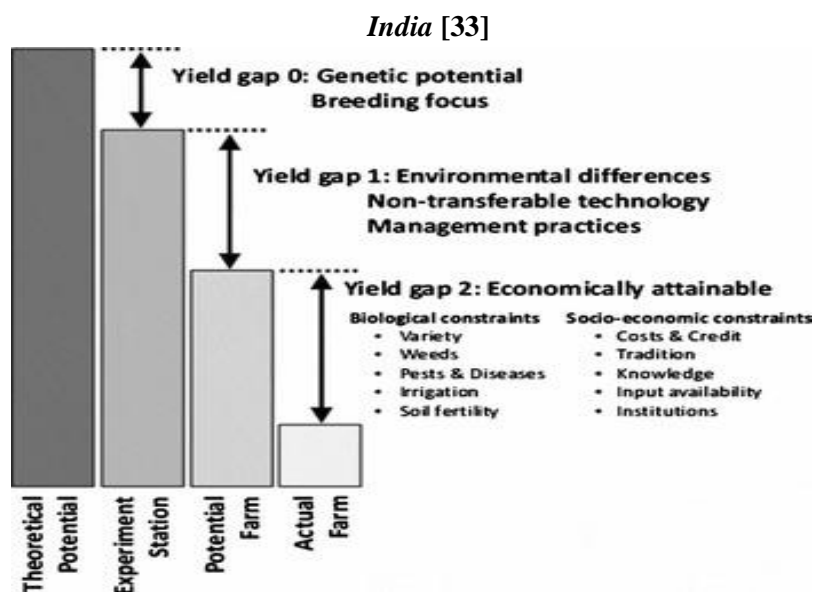 India [33]
Yield gap 0: Genetic potential
Breeding focus
Yield gap 1: Environmental differences
Non-transferable technology
Management practices
Yield gap 2: Economically attainable
Biological constraints
• Variety
• Weeds
• Pests & Diseases
• Irrigation
• Soil fertility
Socio-economic constraints
• Costs & Credit
• Tradition
• Knowledge
• Input availability
• Institutions
Theoretical
Potential
Experiment
Station
Potential
Farm
Actual
Farm